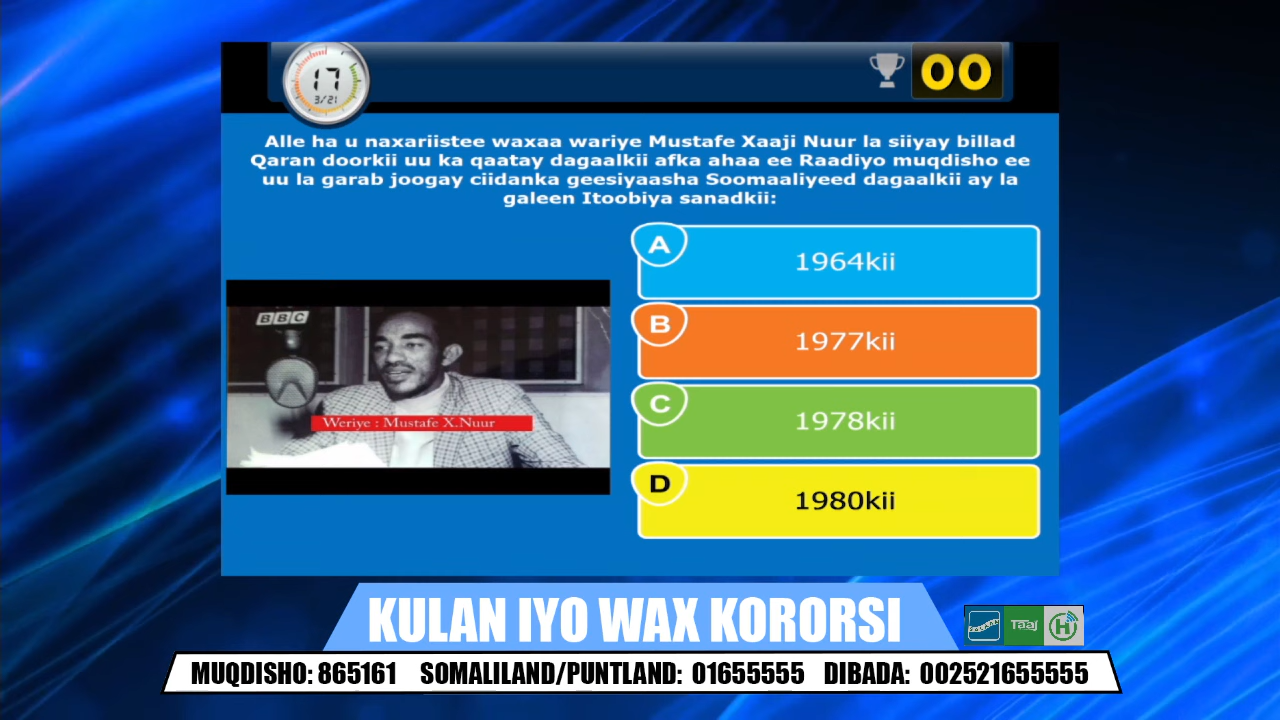 17
3/21
00
Alle ha u naxariistee waxaa wariye Mustafe Xaaji Nuur la siiyay billad
Qaran doorkii uu ka qaatay dagaalkii afka ahaa ee Raadiyo muqdisho ee
uu la garab joogay ciidanka geesiyaasha Soomaaliyeed dagaalkii ay la
galeen Itoobiya sanadkii:
A
1964kii
B
1977kii
C
1978kii
D
1980kii
BBC
Weriye : Mustafe X.Nuur
KULAN IYO WAX KORORSI
Taaj
H
MUQDISHO: 865161 SOMALILAND/PUNTLAND: 01655555 DIBADA: 002521655555